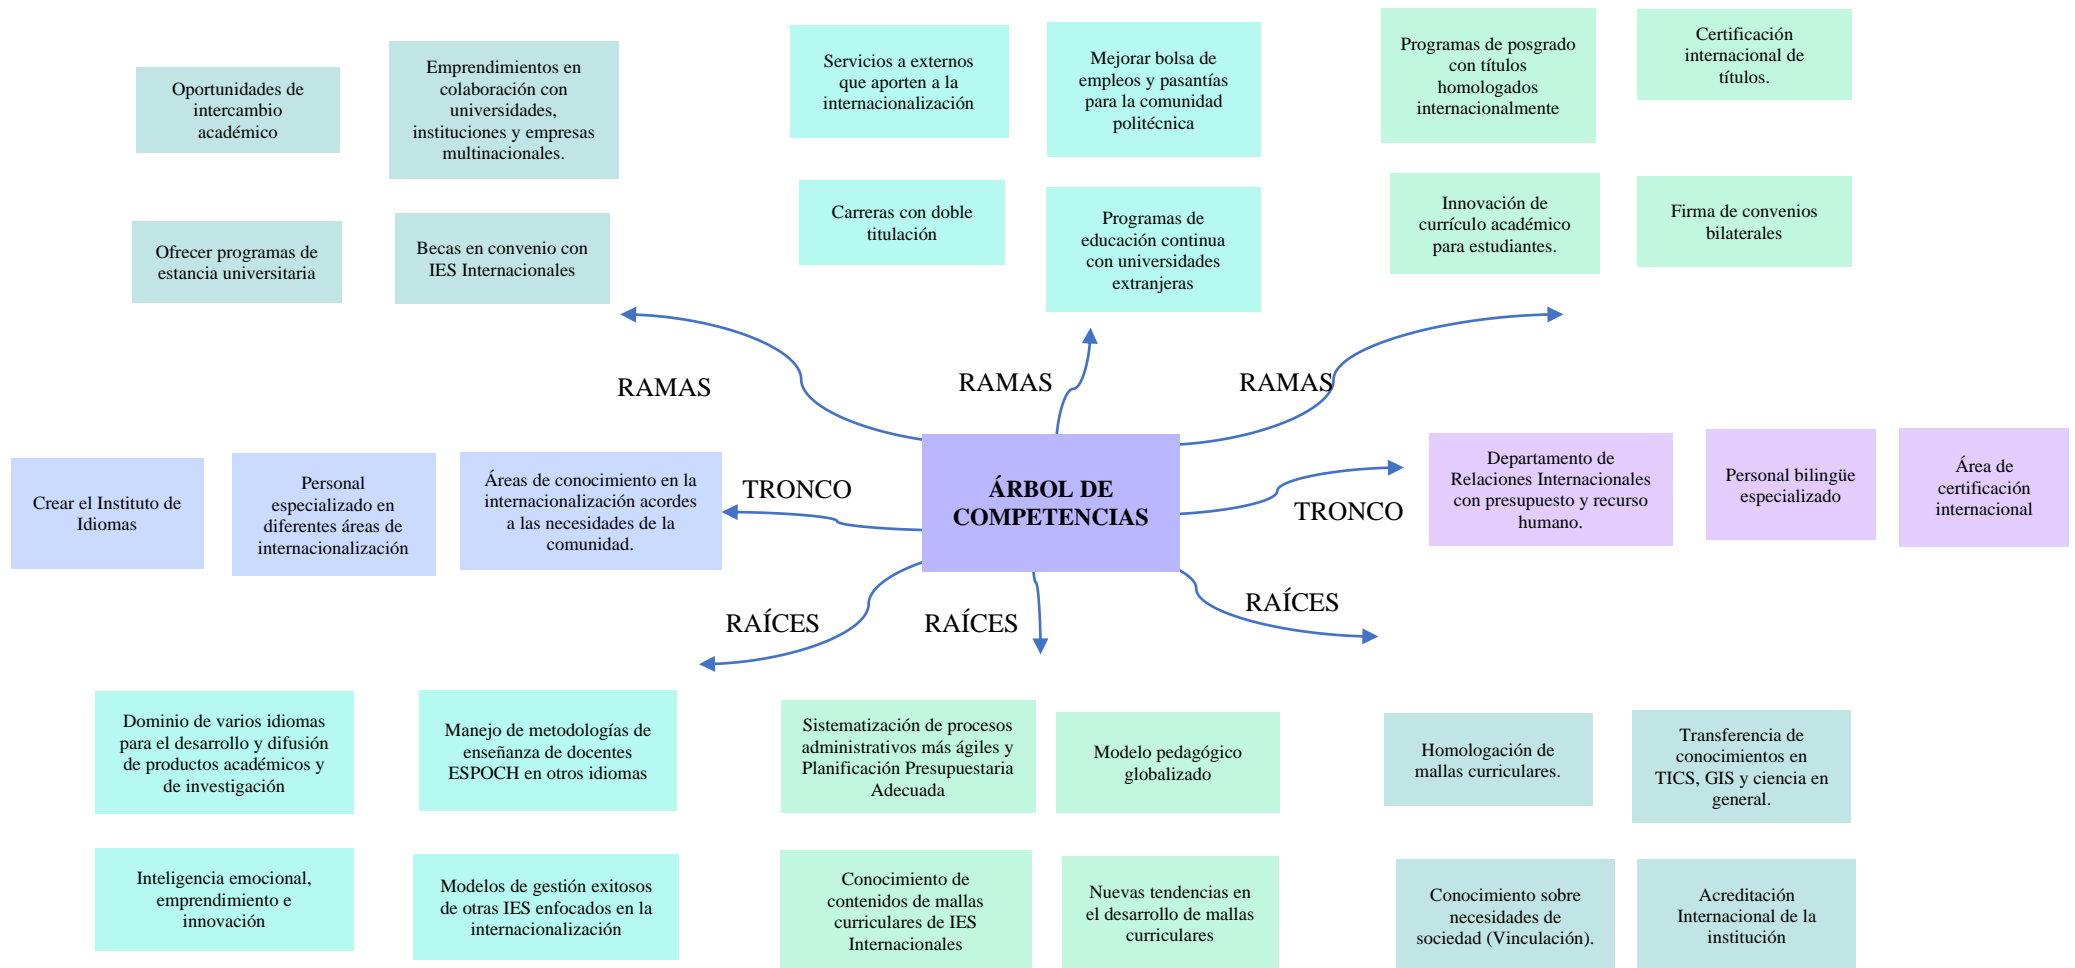 Oportunidades de
intercambio
académico
Emprendimientos en
colaboración con
universidades,
instituciones y empresas
multinacionales.
Ofrecer programas de
estancia universitaria
Becas en convenio con
IES Internacionales
Servicios a externos
que aporten a la
internacionalización
Mejorar bolsa de
empleos y pasantías
para la comunidad
politécnica
Carreras con doble
titulación
Programas de
educación continua
con universidades
extranjeras
Programas de posgrado
con títulos
homologados
internacionalmente
Certificación
internacional de
títulos.
Innovación de
currículo académico
para estudiantes.
Firma de convenios
bilaterales
RAMAS
RAMAS
RAMAS
Crear el Instituto de
Idiomas
Personal
especializado en
diferentes áreas de
internacionalización
Áreas de conocimiento en la
internacionalización acordes
a las necesidades de la
comunidad.
TRONCO
ÁRBOL DE
COMPETENCIAS
TRONCO
Departamento de
Relaciones Internacionales
con presupuesto y recurso
humano.
Personal bilingüe
especializado
Área de
certificación
internacional
RAÍCES
RAÍCES
RAÍCES
Dominio de varios idiomas
para el desarrollo y difusión
de productos académicos y
de investigación
Manejo de metodologías de
enseñanza de docentes
ESPOCH en otros idiomas
Inteligencia emocional,
emprendimiento e
innovación
Modelos de gestión exitosos
de otras IES enfocados en la
internacionalización
Sistematización de procesos
administrativos más ágiles y
Planificación Presupuestaria
Adecuada
Modelo pedagógico
globalizado
Conocimiento de
contenidos de mallas
curriculares de IES
Internacionales
Nuevas tendencias en
el desarrollo de mallas
curriculares
Homologación de
mallas curriculares.
Transferencia de
conocimientos en
TICS, GIS y ciencia en
general.
Conocimiento sobre
necesidades de
sociedad (Vinculación).
Acreditación
Internacional de la
institución